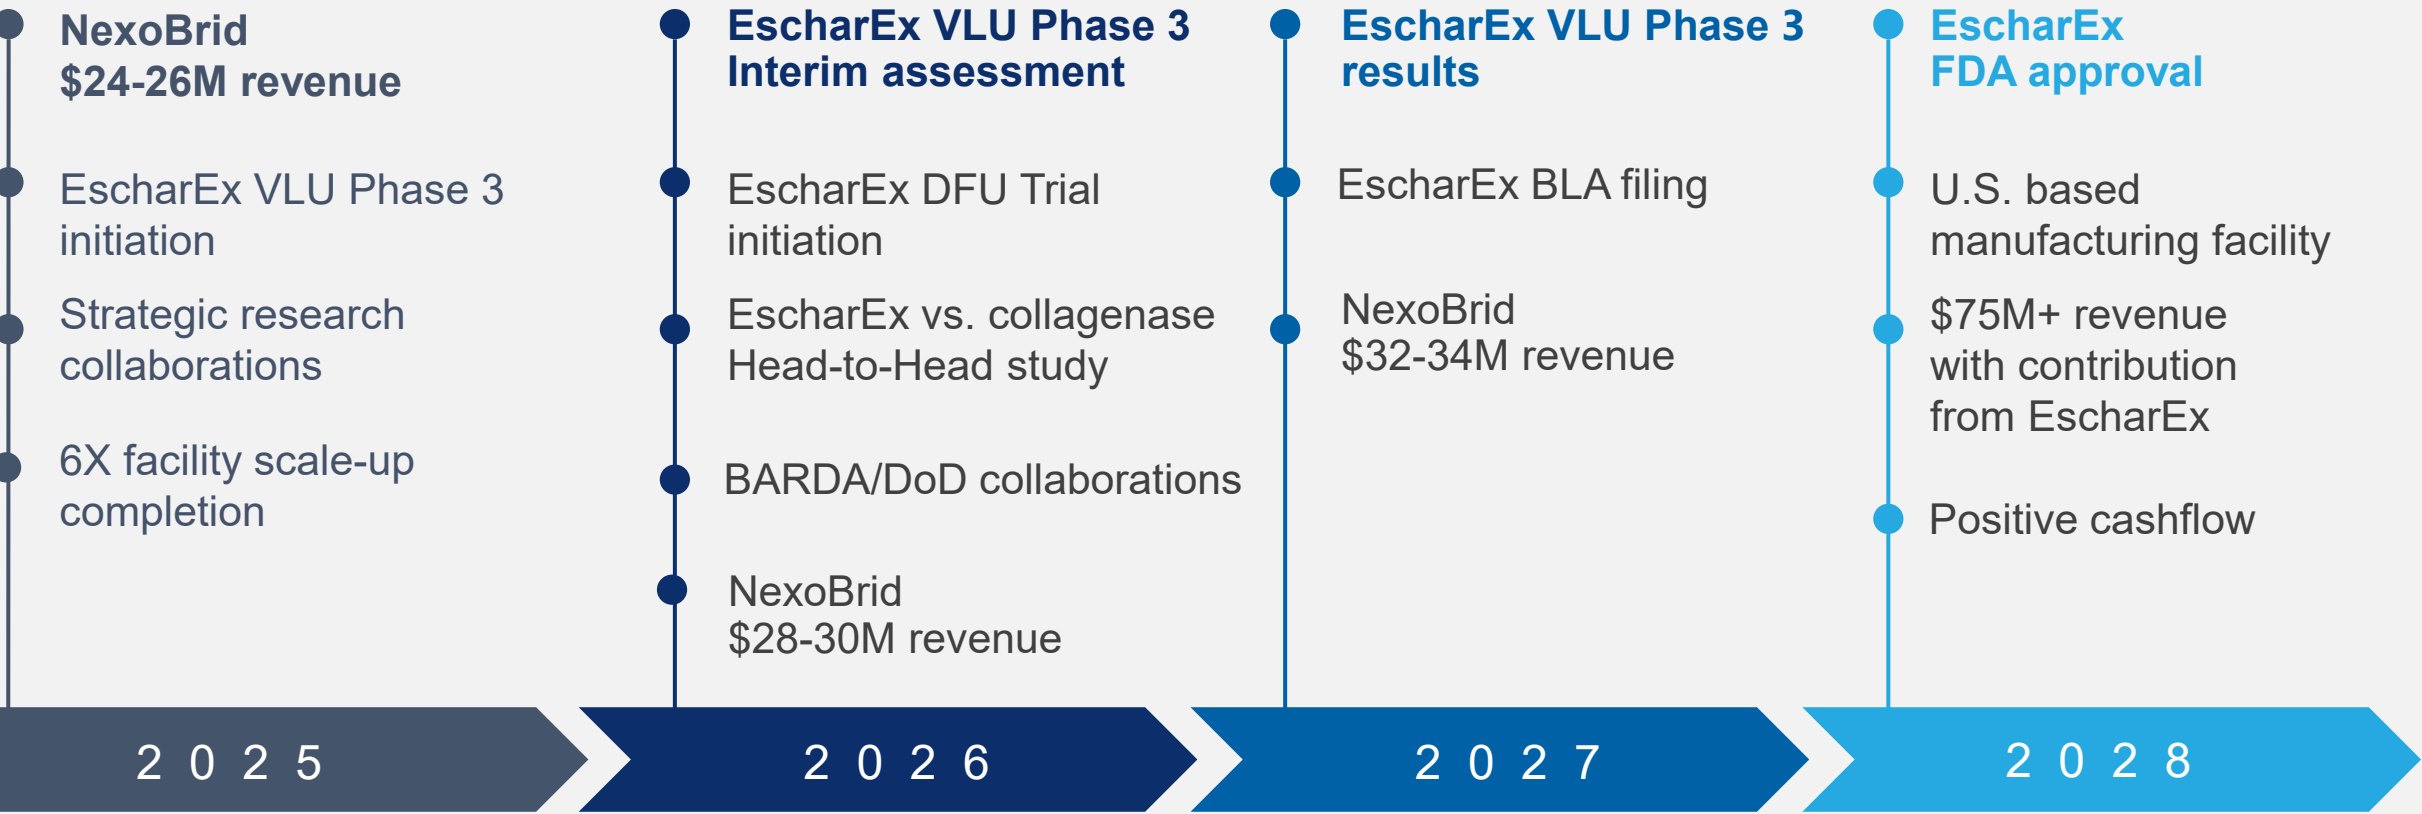 NexoBrid
$24-26M revenue
EscharEx VLU Phase 3
initiation
Strategic research
collaborations
6X facility scale-up
completion
2025
EscharEx VLU Phase 3
Interim assessment
EscharEx DFU Trial
initiation
EscharEx vs. collagenase
Head-to-Head study
BARDA/DoD collaborations
NexoBrid
$28-30M revenue
2026
EscharEx VLU Phase 3
results
EscharEx BLA filing
NexoBrid
$32-34M revenue
2027
EscharEx
FDA approval
U.S. based
manufacturing facility
$75M+ revenue
with contribution
from EscharEx
Positive cashflow
2028